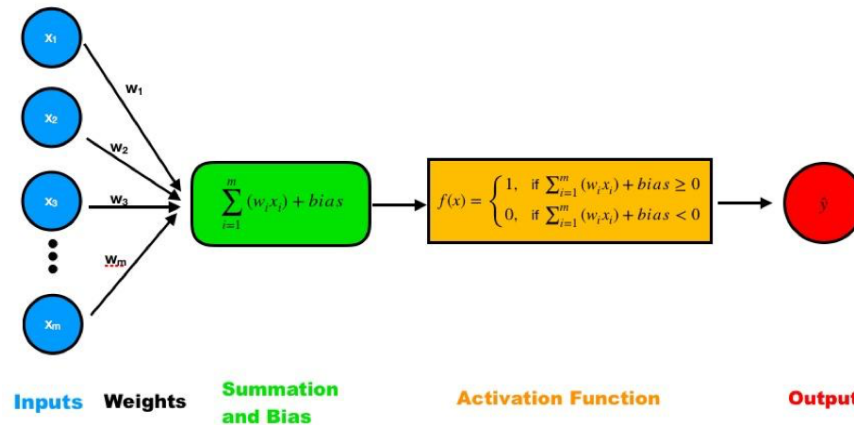 x₁
w₁
x₂
w₂
x₃
w₃
wₘ
xₘ
∑ᵢ₌₁ᵐ (wᵢxᵢ) + bias
f(x) = {1, if ∑ᵢ₌₁ᵐ (wᵢxᵢ) + bias ≥ 0
0, if ∑ᵢ₌₁ᵐ (wᵢxᵢ) + bias < 0
ŷ
Inputs
Weights
Summation
and Bias
Activation Function
Output